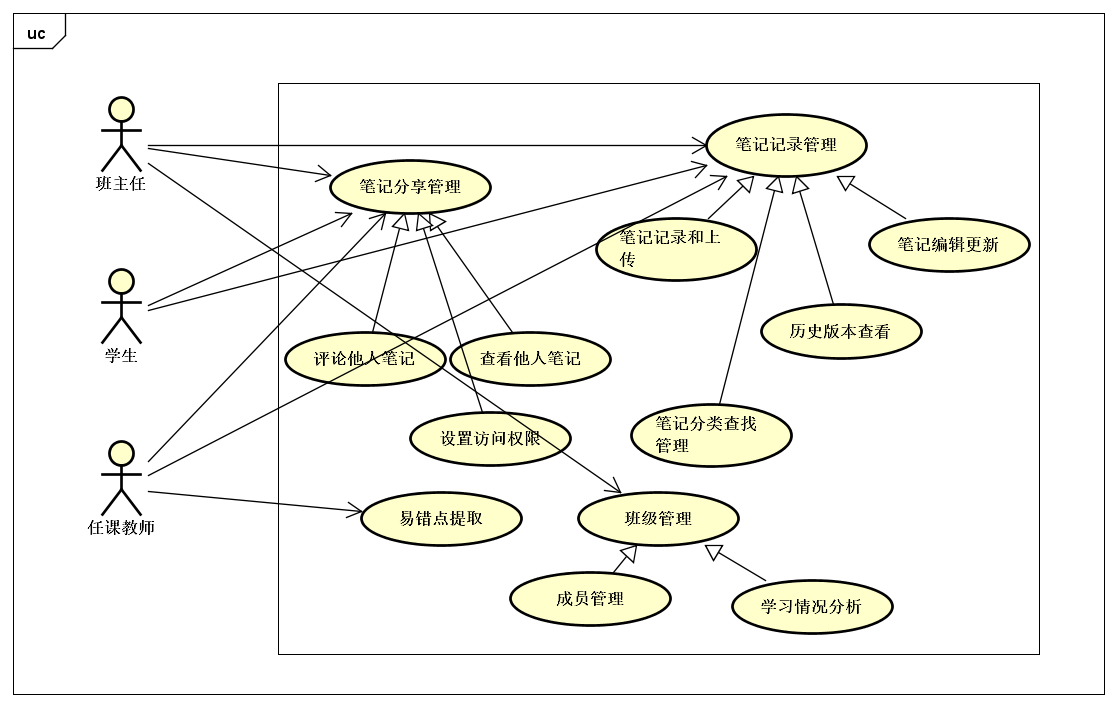 uc
班主任
笔记记录管理
笔记分享管理
笔记记录和上
传
笔记编辑更新
历史版本查看
学生
评论他人笔记
查看他人笔记
设置访问权限
笔记分类查找
管理
任课教师
易错点提取
班级管理
成员管理
学习情况分析